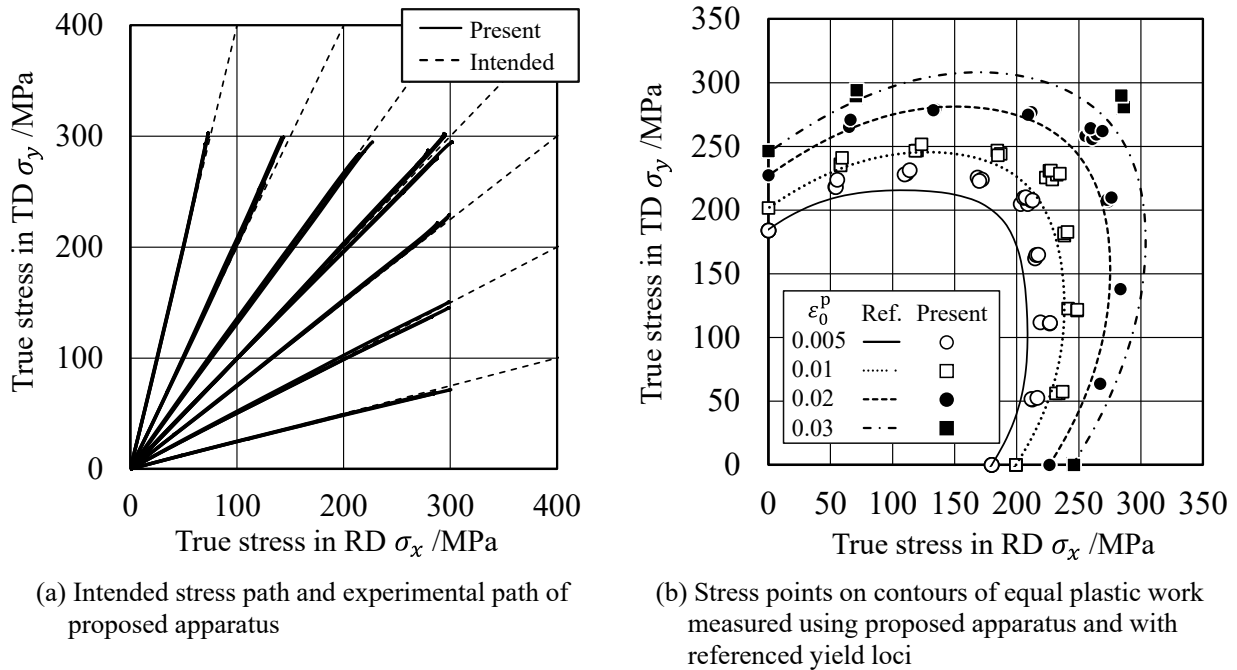 400
300
200
100
0
True stress in TD σy /MPa
Present
Intended
0 100 200 300 400
True stress in RD σx /MPa
(a) Intended stress path and experimental path of
proposed apparatus
350
300
250
200
150
100
50
0
True stress in TD σy /MPa
ε0p Ref. Present
0.005
0.01
0.02
0.03
0 50 100 150 200 250 300 350
True stress in RD σx /MPa
(b) Stress points on contours of equal plastic work
measured using proposed apparatus and with
referenced yield loci